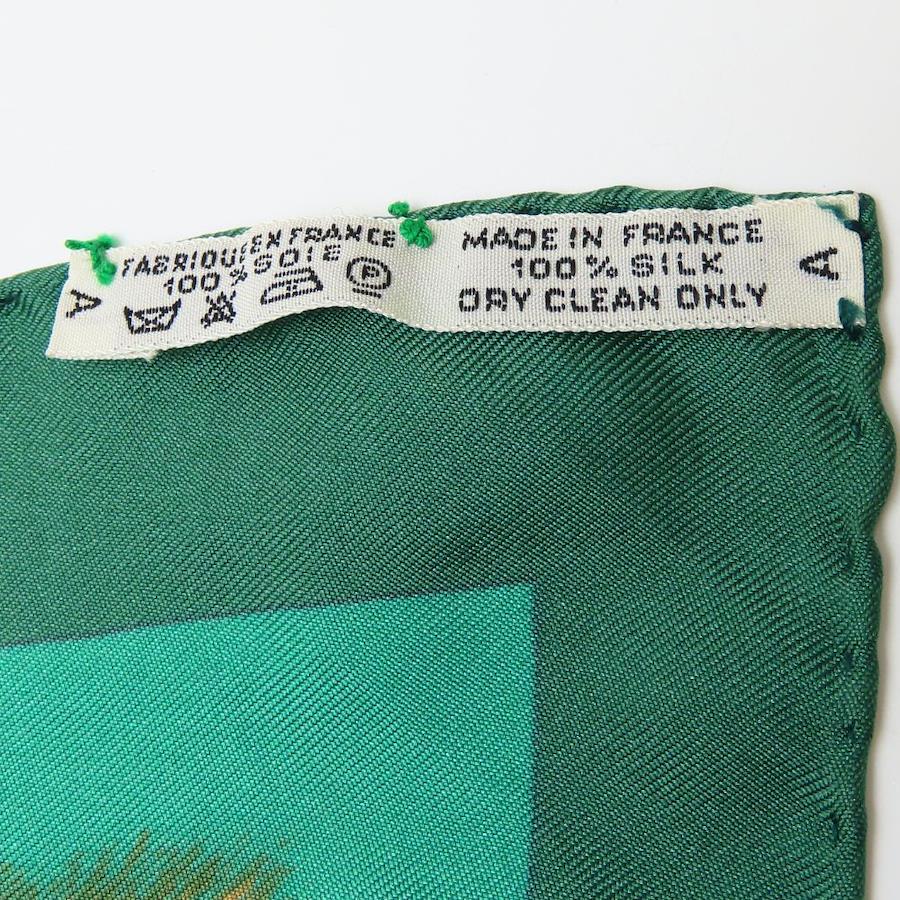 FABRIQUE EN FRANCE
100% SOIE
P
A
MADE IN FRANCE
100% SILK
DRY CLEAN ONLY
A